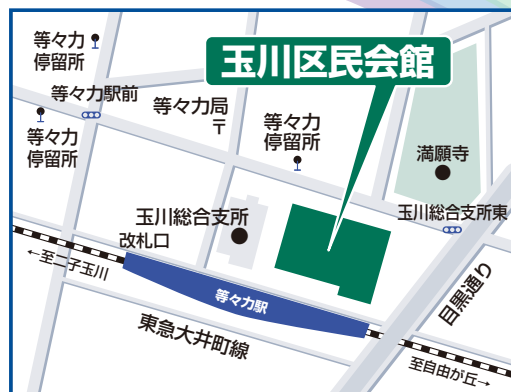 等々力
停留所
玉川区民会館
等々力駅前
等々力局
〒
等々力
停留所
等々力
停留所
満願寺
玉川総合支所
玉川総合支所東
改札口
←至二子玉川
等々力駅
目黒通り
東急大井町線
至自由が丘→